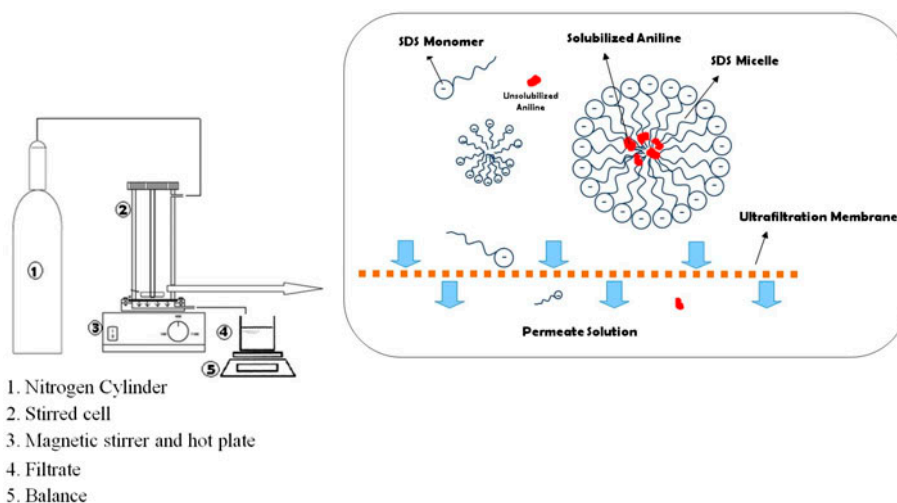 SDS Monomer
Solubilized Aniline
SDS Micelle
Unsolubilized
Aniline
Ultrafiltration Membrane
Permeate Solution
1
2
3
4
5
1. Nitrogen Cylinder
2. Stirred cell
3. Magnetic stirrer and hot plate
4. Filtrate
5. Balance